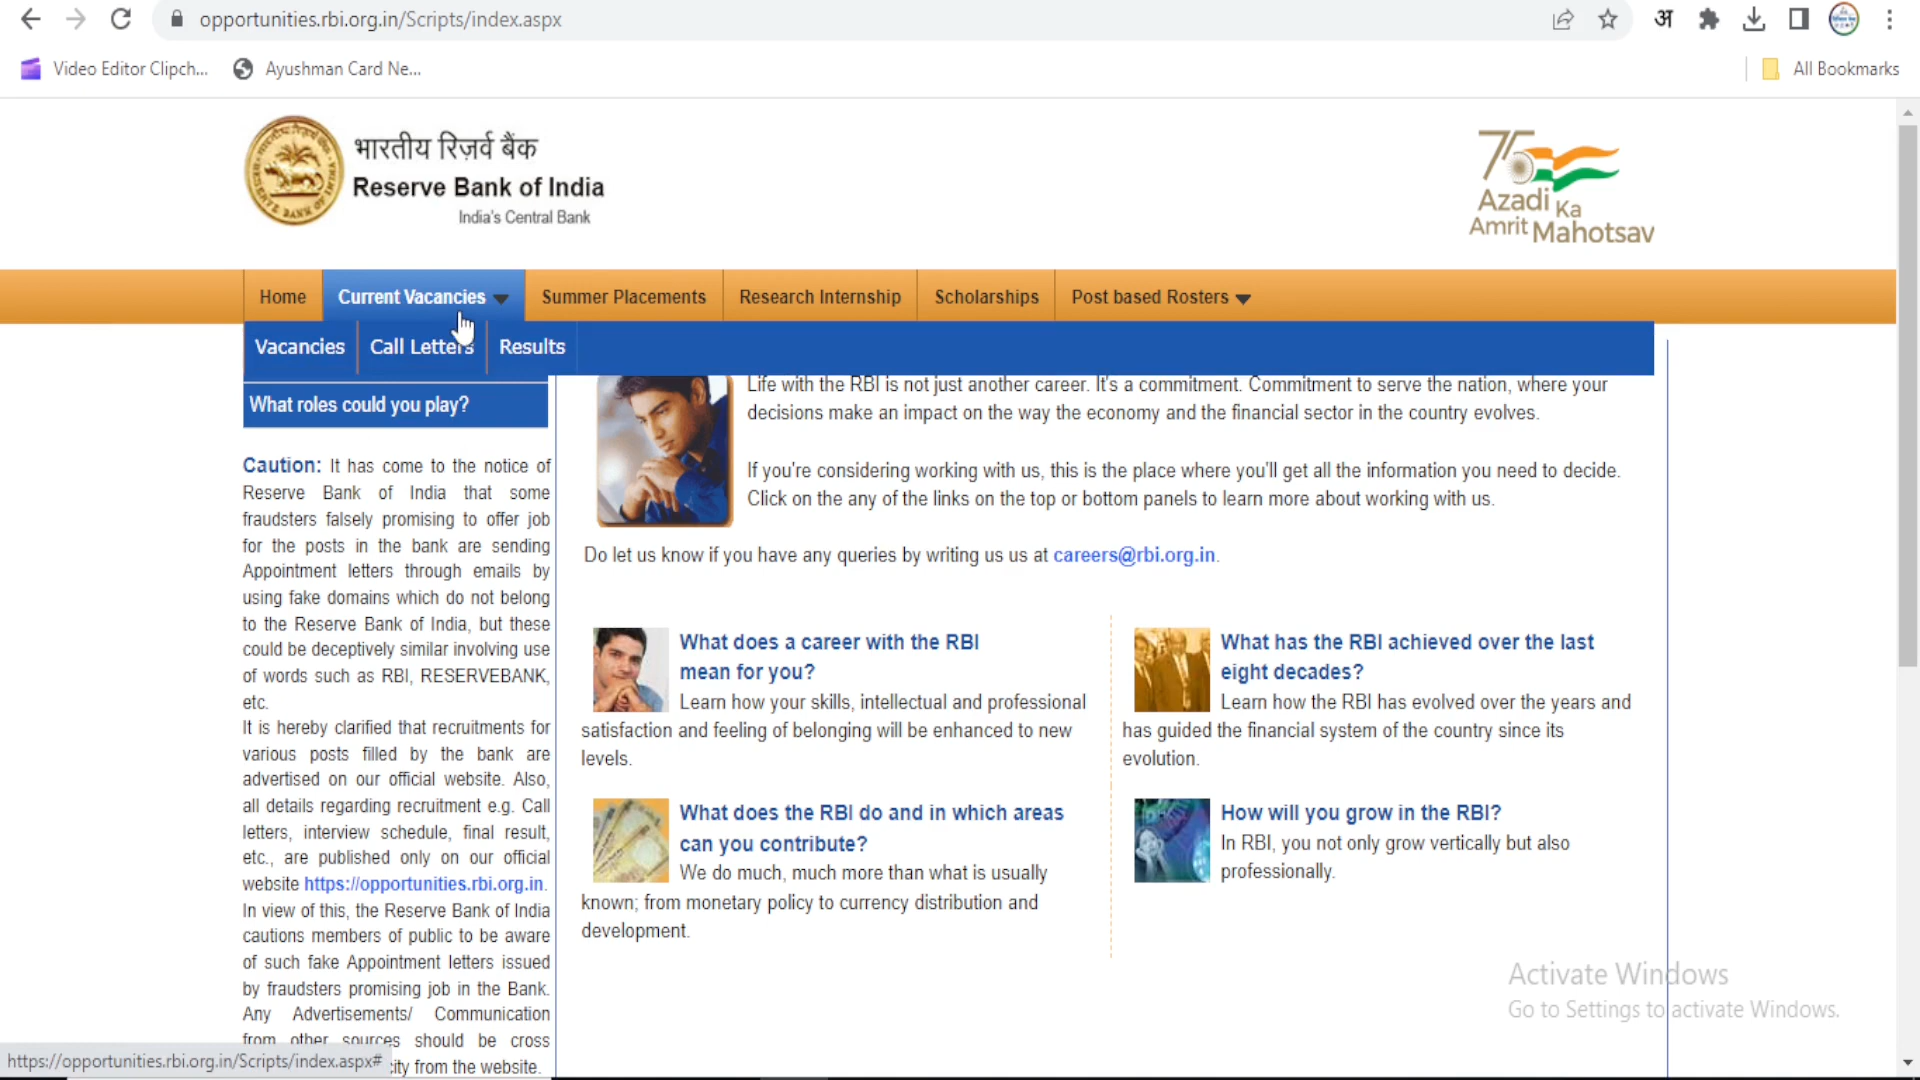 opportunities.rbi.org.in/Scripts/index.aspx
अ
Video Editor Clipch...
Ayushman Card Ne...
All Bookmarks
भारतीय रिज़र्व बैंक
Reserve Bank of India
India's Central Bank
75
Azadi Ka
Amrit Mahotsav
Home
Current Vacancies
Summer Placements
Research Internship
Scholarships
Post based Rosters
Vacancies
Call Letters
Results
What roles could you play?
Caution: It has come to the notice of
Reserve Bank of India that some
fraudsters falsely promising to offer job
for the posts in the bank are sending
Appointment letters through emails by
using fake domains which do not belong
to the Reserve Bank of India, but these
could be deceptively similar involving use
of words such as RBI, RESERVEBANK,
etc.
It is hereby clarified that recruitments for
various posts filled by the bank are
advertised on our official website. Also,
all details regarding recruitment e.g. Call
letters, interview schedule, final result,
etc., are published only on our official
website https://opportunities.rbi.org.in.
In view of this, the Reserve Bank of India
cautions members of public to be aware
of such fake Appointment letters issued
by fraudsters promising job in the Bank.
Any Advertisements/ Communication
from other sources should be cross
city from the website.
Life with the RBI is not just another career. It's a commitment. Commitment to serve the nation, where your
decisions make an impact on the way the economy and the financial sector in the country evolves.
If you're considering working with us, this is the place where you'll get all the information you need to decide.
Click on the any of the links on the top or bottom panels to learn more about working with us.
Do let us know if you have any queries by writing us us at careers@rbi.org.in.
What does a career with the RBI
mean for you?
Learn how your skills, intellectual and professional
satisfaction and feeling of belonging will be enhanced to new
levels.
What has the RBI achieved over the last
eight decades?
Learn how the RBI has evolved over the years and
has guided the financial system of the country since its
evolution.
What does the RBI do and in which areas
can you contribute?
We do much, much more than what is usually
known; from monetary policy to currency distribution and
development.
How will you grow in the RBI?
In RBI, you not only grow vertically but also
professionally.
Activate Windows
Go to Settings to activate Windows.
https://opportunities.rbi.org.in/Scripts/index.aspx#